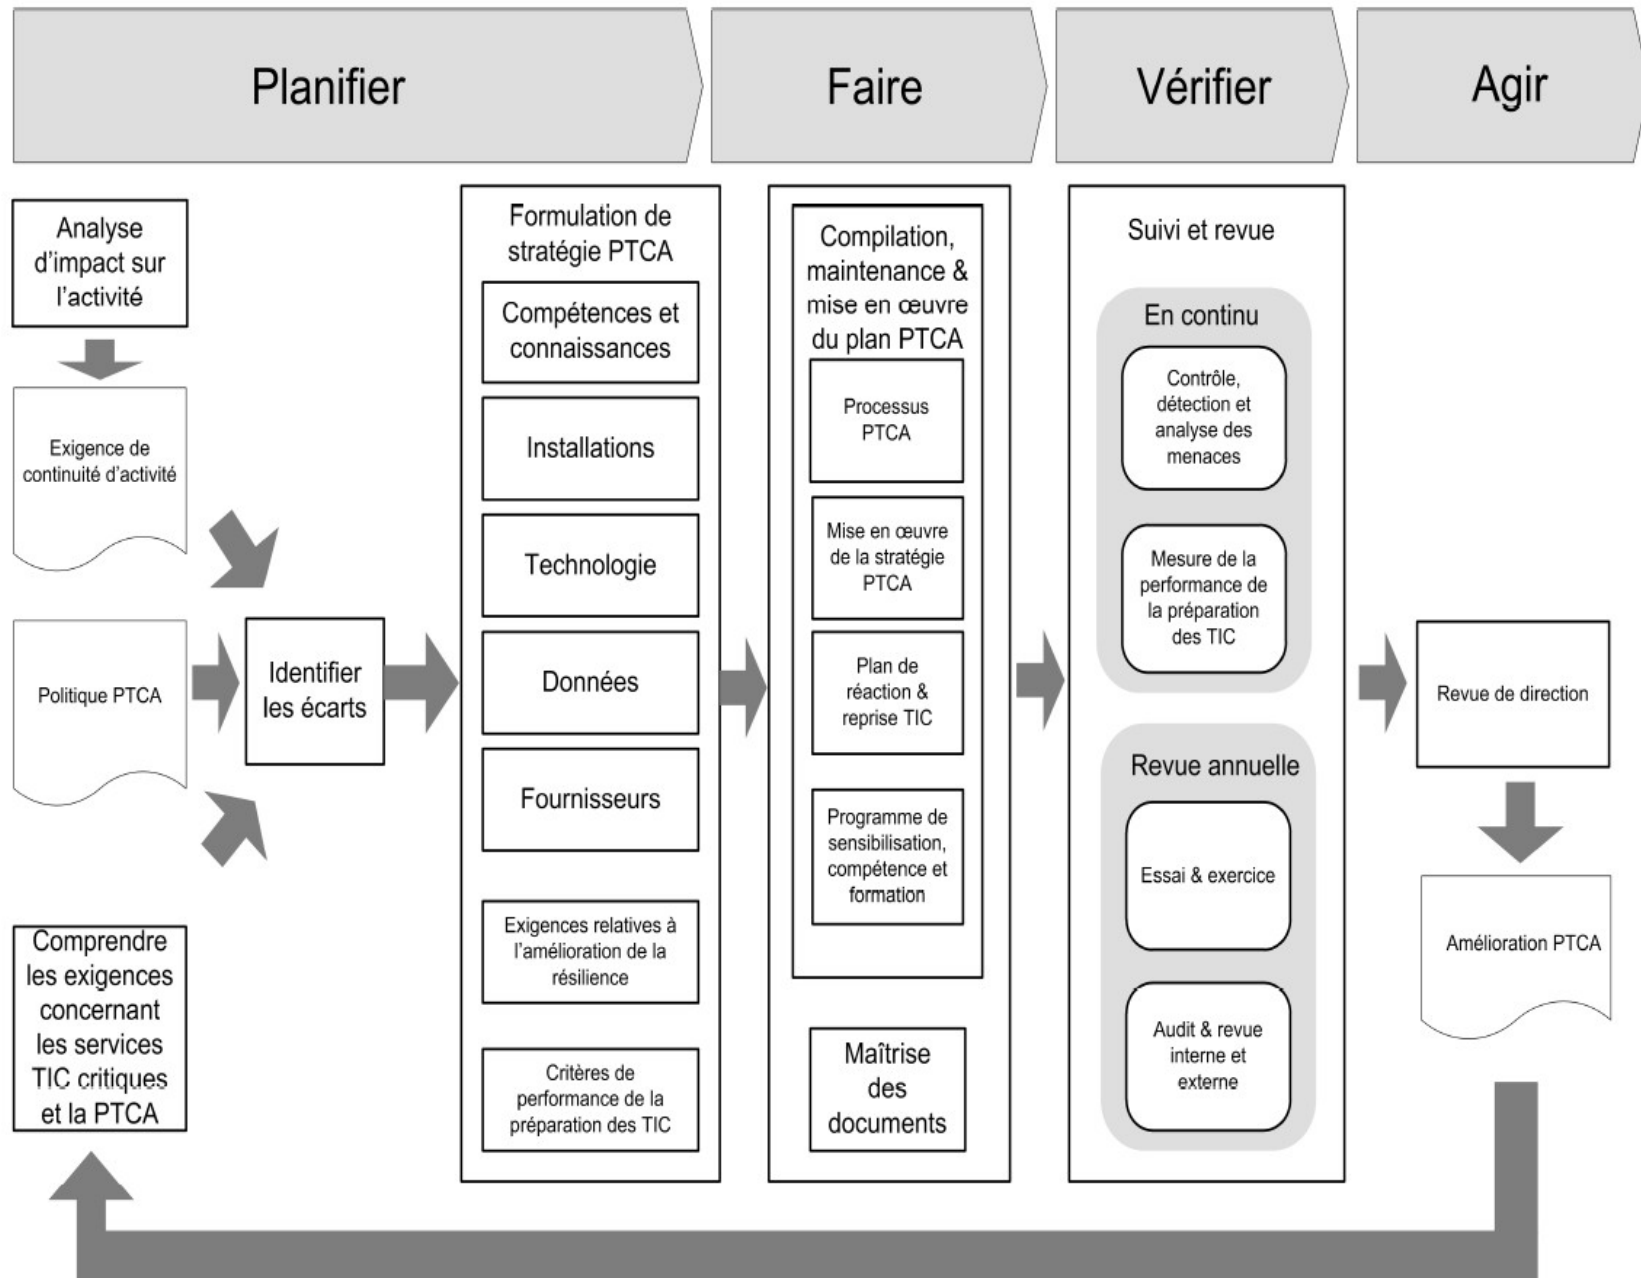 Planifier
Faire
Vérifier
Agir
Analyse
d’impact sur
l’activité
Exigence de
continuité d’activité
Politique PTCA
Comprendre
les exigences
concernant
les services
TIC critiques
et la PTCA
Identifier
les écarts
Formulation de
stratégie PTCA
Compétences et
connaissances
Installations
Technologie
Données
Fournisseurs
Exigences relatives à
l’amélioration de la
résilience
Critères de
performance de la
préparation des TIC
Compilation,
maintenance &
mise en œuvre
du plan PTCA
Processus
PTCA
Mise en œuvre
de la stratégie
PTCA
Plan de
réaction &
reprise TIC
Programme de
sensibilisation,
compétence et
formation
Maîtrise
des
documents
Suivi et revue
En continu
Contrôle,
détection et
analyse des
menaces
Mesure de la
performance de
la préparation
des TIC
Revue annuelle
Essai & exercice
Audit & revue
interne et
externe
Revue de direction
Amélioration PTCA